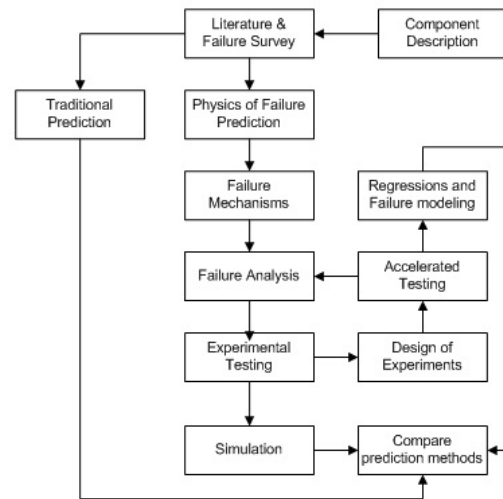 Literature &
Failure Survey
Component
Description
Traditional
Prediction
Physics of Failure
Prediction
Failure
Mechanisms
Regressions and
Failure modeling
Failure Analysis
Accelerated
Testing
Experimental
Testing
Design of
Experiments
Simulation
Compare
prediction methods